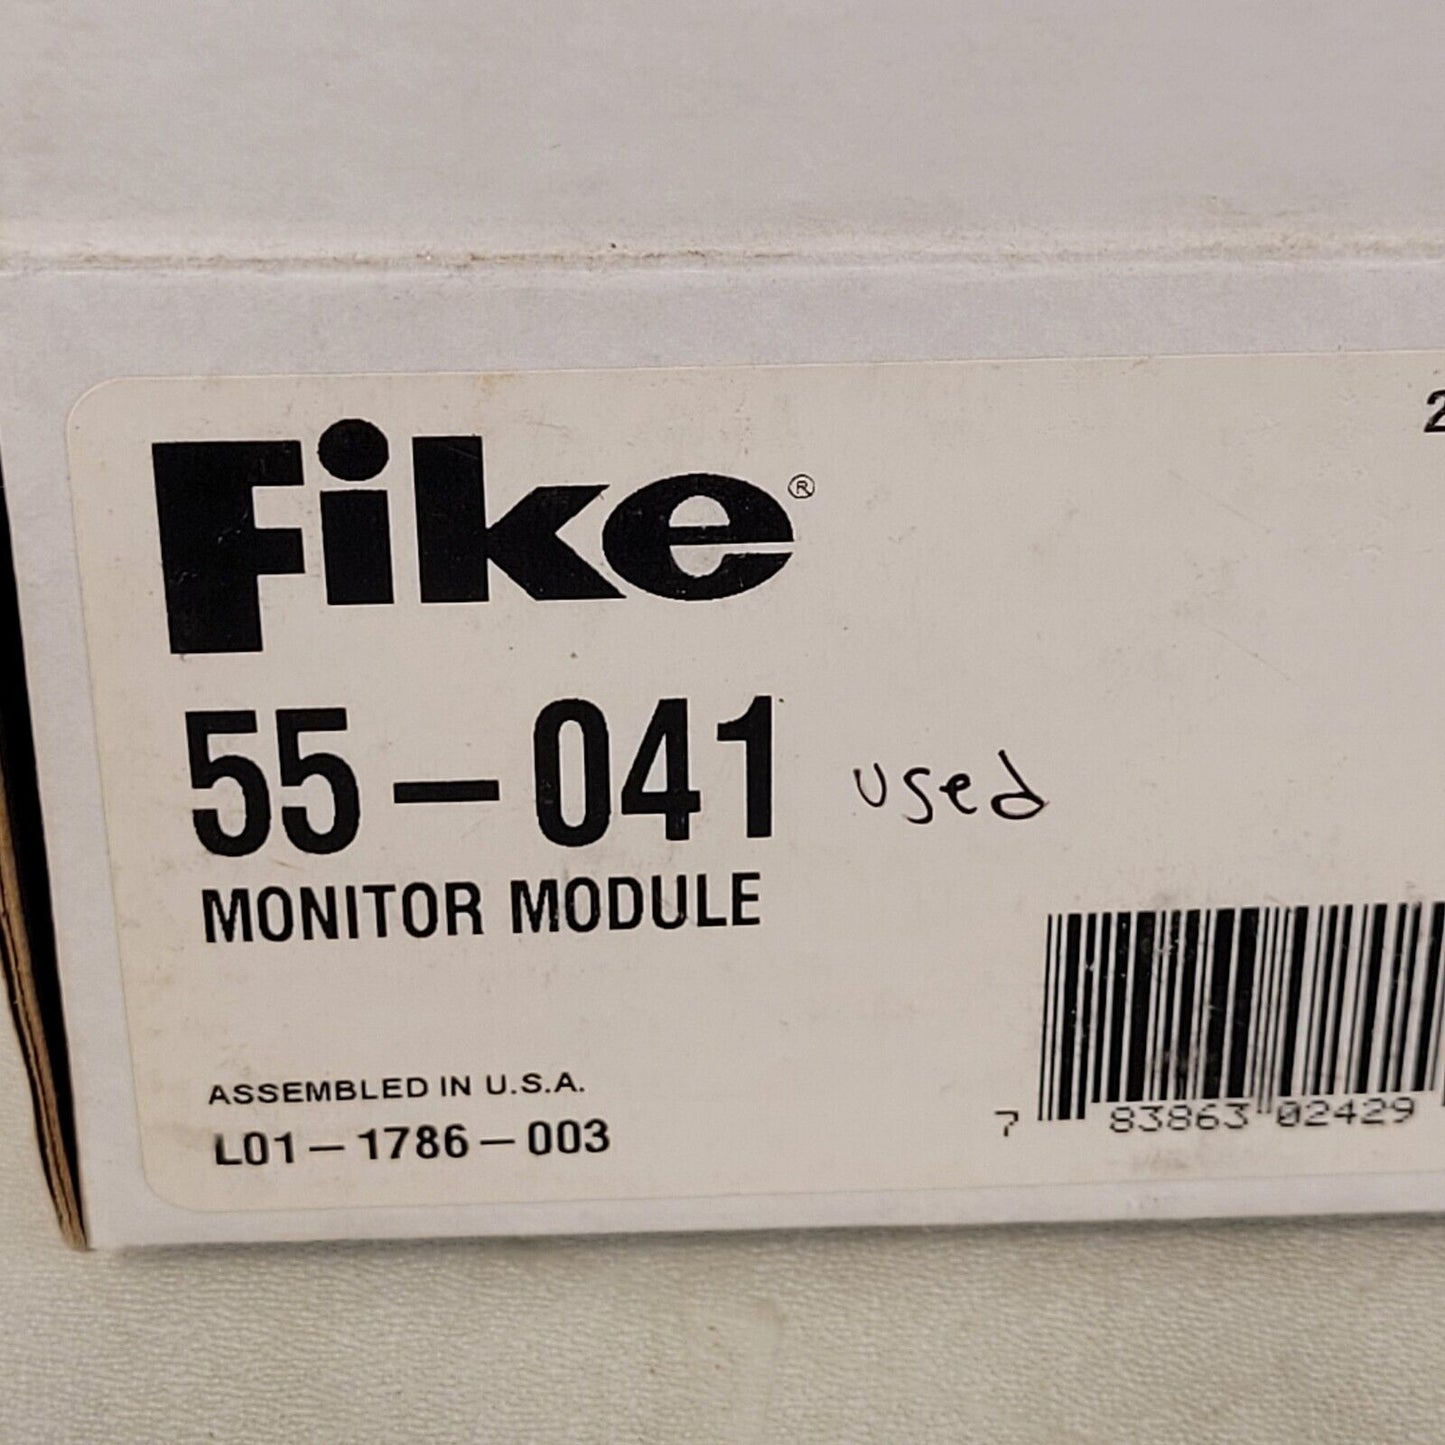 Fike®
55-041 used
MONITOR MODULE
ASSEMBLED IN U.S.A.
L01-1786-003
7 83863 02429